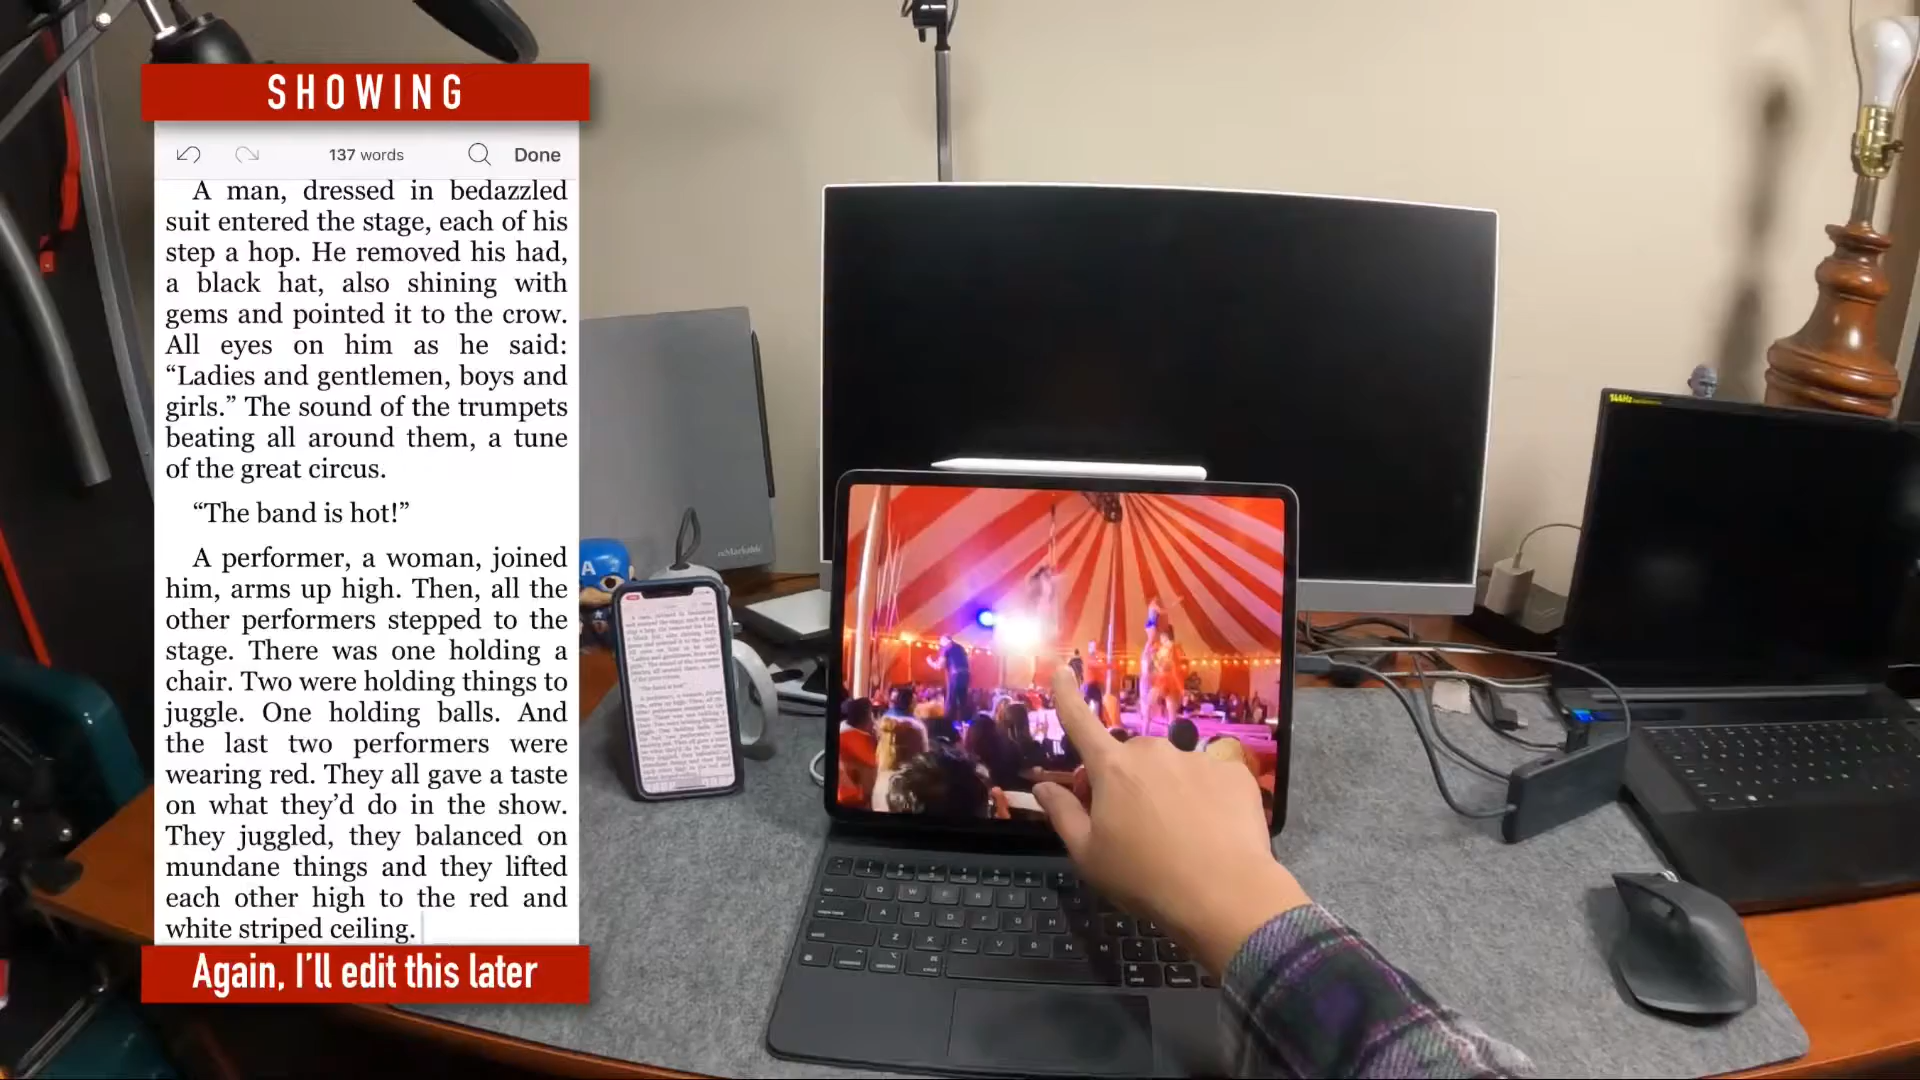 SHOWING
137 words
Done
A man, dressed in bedazzled
suit entered the stage, each of his
step a hop. He removed his had,
a black hat, also shining with
gems and pointed it to the crow.
All eyes on him as he said:
“Ladies and gentlemen, boys and
girls.” The sound of the trumpets
beating all around them, a tune
of the great circus.
“The band is hot!”
A performer, a woman, joined
him, arms up high. Then, all the
other performers stepped to the
stage. There was one holding a
chair. Two were holding things to
juggle. One holding balls. And
the last two performers were
wearing red. They all gave a taste
on what they’d do in the show.
They juggled, they balanced on
mundane things and they lifted
each other high to the red and
white striped ceiling.
Again, I’ll edit this later
reMarkable
144Hz
A